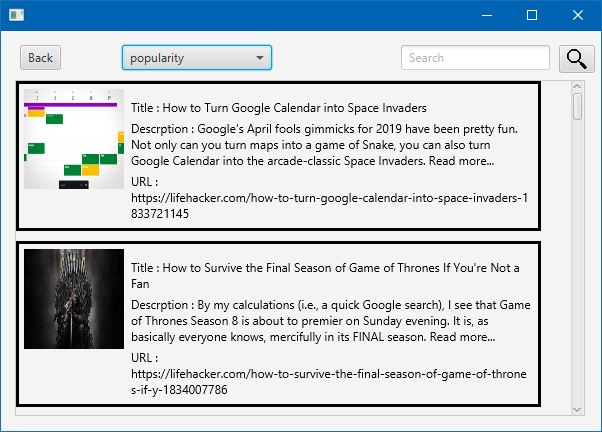 Back
popularity
Search
Title : How to Turn Google Calendar into Space Invaders
Descrption : Google's April fools gimmicks for 2019 have been pretty fun.
Not only can you turn maps into a game of Snake, you can also turn
Google Calendar into the arcade-classic Space Invaders. Read more...
URL :
https://lifehacker.com/how-to-turn-google-calendar-into-space-invaders-1
833721145
Title : How to Survive the Final Season of Game of Thrones If You're Not a
Fan
Descrption : By my calculations (i.e., a quick Google search), I see that Game
of Thrones Season 8 is about to premier on Sunday evening. It is, as
basically everyone knows, mercifully in its FINAL season. Read more...
URL :
https://lifehacker.com/how-to-survive-the-final-season-of-game-of-throne
s-if-y-1834007786